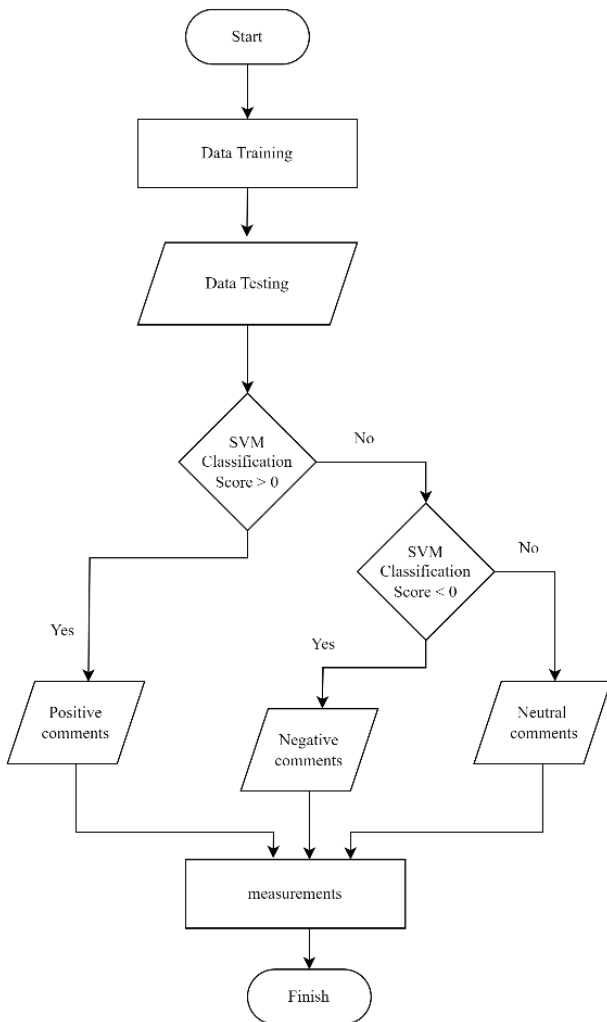 Start
Data Training
Data Testing
SVM
Classification
Score > 0
No
SVM
Classification
Score < 0
No
Yes
Yes
Positive
comments
Negative
comments
Neutral
comments
measurements
Finish